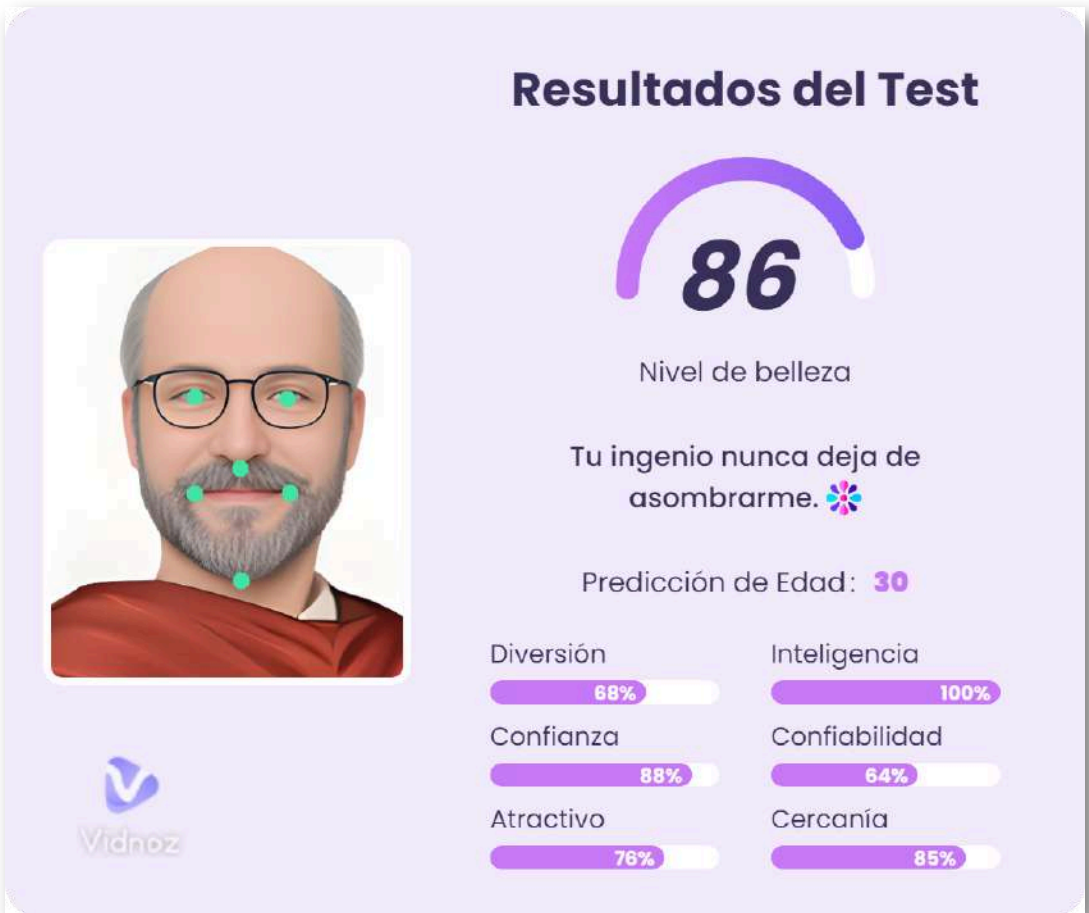 Resultados del Test
86
Nivel de belleza
Tu ingenio nunca deja de
asombrarme.
Predicción de Edad: 30
Diversión
68%
Inteligencia
100%
Confianza
88%
Confiabilidad
64%
Atractivo
76%
Cercanía
85%
Vidnoz